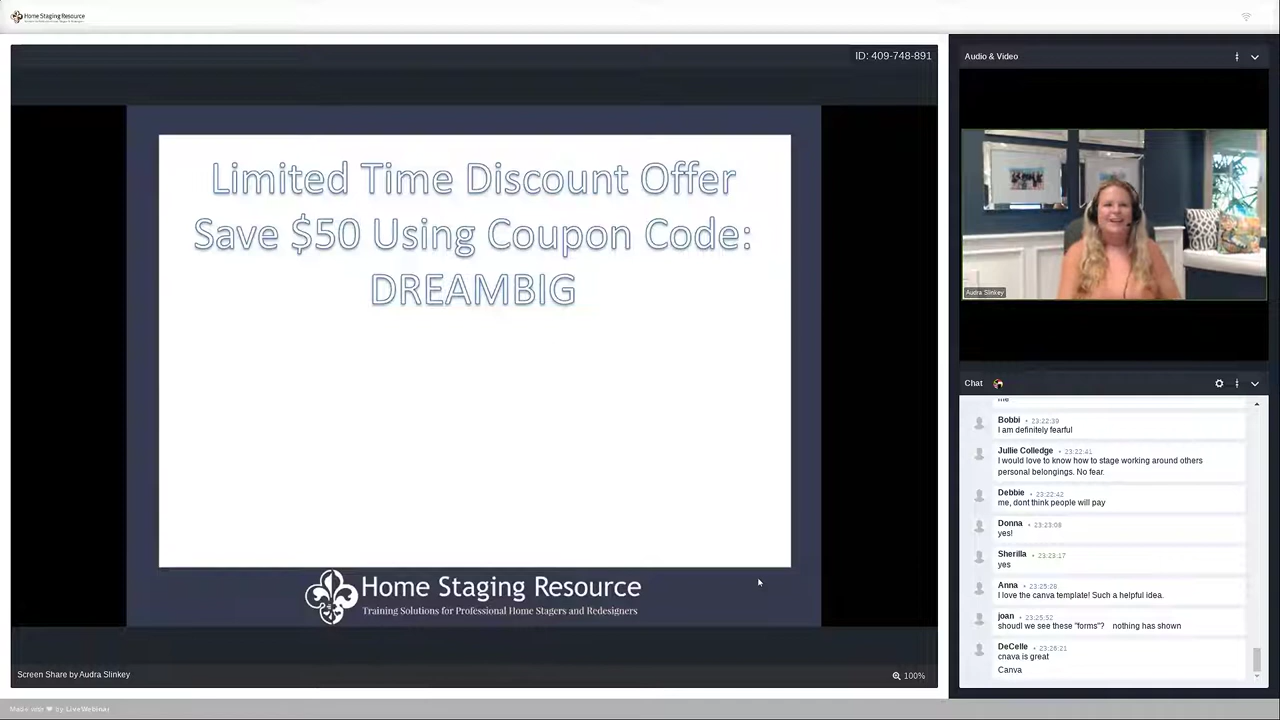 Home Staging Resource
ID: 409-748-891
Limited Time Discount Offer
Save $50 Using Coupon Code:
DREAMBIG
Home Staging Resource
Training Solutions for Professional Home Stagers and Redesigners
Screen Share by Audra Slinkey
100%
Audio & Video
Audra Slinkey
Chat
me
Bobbi • 23:22:39
I am definitely fearful
Jullie Colledge • 23:22:41
I would love to know how to stage working around others
personal belongings. No fear.
Debbie • 23:22:42
me, dont think people will pay
Donna • 23:23:08
yes!
Sherilla • 23:23:17
yes
Anna • 23:25:28
I love the canva template! Such a helpful idea.
joan • 23:25:52
shoudl we see these "forms"? nothing has shown
DeCelle • 23:26:21
cnava is great
Canva
Made with ❤ by LiveWebinar